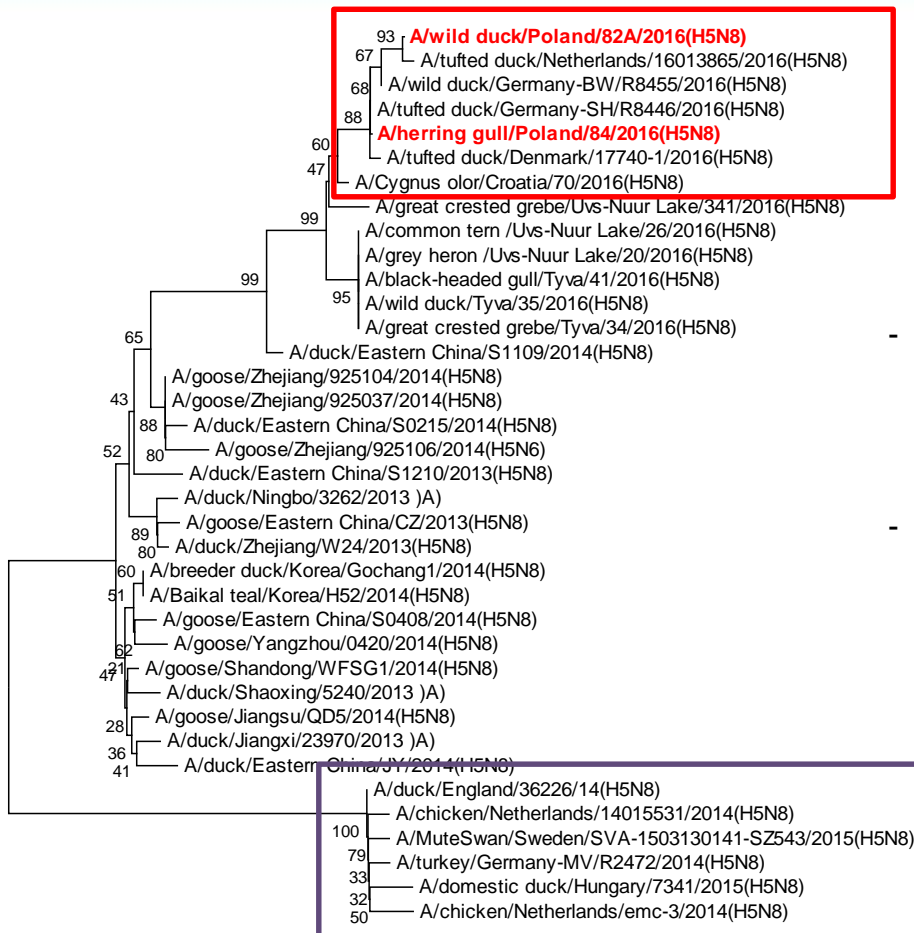 93 A/wild duck/Poland/82A/2016(H5N8)
67 A/tufted duck/Netherlands/16013865/2016(H5N8)
68 A/wild duck/Germany-BW/R8455/2016(H5N8)
A/tufted duck/Germany-SH/R8446/2016(H5N8)
88 A/herring gull/Poland/84/2016(H5N8)
60 A/tufted duck/Denmark/17740-1/2016(H5N8)
47 A/Cygnus olor/Croatia/70/2016(H5N8)
A/great crested grebe/Uvs-Nuur Lake/341/2016(H5N8)
99 A/common tern /Uvs-Nuur Lake/26/2016(H5N8)
A/grey heron /Uvs-Nuur Lake/20/2016(H5N8)
99 A/black-headed gull/Tyva/41/2016(H5N8)
95 A/wild duck/Tyva/35/2016(H5N8)
A/great crested grebe/Tyva/34/2016(H5N8)
65 A/duck/Eastern China/S1109/2014(H5N8)
-
A/goose/Zhejiang/925104/2014(H5N8)
43 A/goose/Zhejiang/925037/2014(H5N8)
88 A/duck/Eastern China/S0215/2014(H5N8)
52 80 A/goose/Zhejiang/925106/2014(H5N6)
A/duck/Eastern China/S1210/2013(H5N8)
A/duck/Ningbo/3262/2013 )A)
89 A/goose/Eastern China/CZ/2013(H5N8)
-
80 A/duck/Zhejiang/W24/2013(H5N8)
60 A/breeder duck/Korea/Gochang1/2014(H5N8)
51 A/Baikal teal/Korea/H52/2014(H5N8)
A/goose/Eastern China/S0408/2014(H5N8)
62 A/goose/Yangzhou/0420/2014(H5N8)
21 A/goose/Shandong/WFSG1/2014(H5N8)
47 A/duck/Shaoxing/5240/2013 )A)
28 A/goose/Jiangsu/QD5/2014(H5N8)
36 A/duck/Jiangxi/23970/2013 )A)
41 A/duck/Eastern China/JY/2014(H5N8)
A/duck/England/36226/14(H5N8)
A/chicken/Netherlands/14015531/2014(H5N8)
100 A/MuteSwan/Sweden/SVA-1503130141-SZ543/2015(H5N8)
79 A/turkey/Germany-MV/R2472/2014(H5N8)
33 A/domestic duck/Hungary/7341/2015(H5N8)
32
50 A/chicken/Netherlands/emc-3/2014(H5N8)